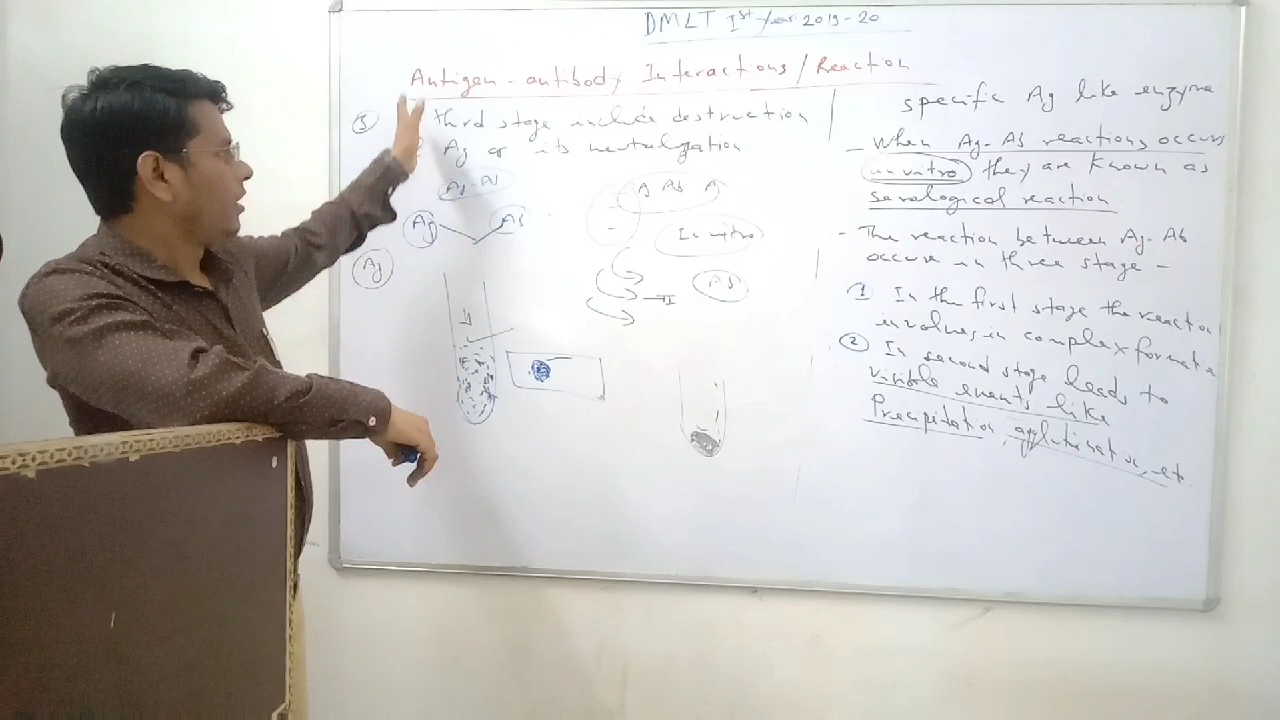 DMLT Ist Year 2019-20
Antigen-antibody Interactions/Reaction
③ third stage include destruction
Ag or its neutralization.
Ag-Ab
Ag Ab
Ag
Ab
In vitro
Ab
II
specific Ag like enzyme
- When Ag-Ab reactions occurs
in vitro they are known as
serological reaction
- The reaction between Ag-Ab
occurs in three stage -
① In the first stage the reaction
involves in complex formatio
② In second stage leads to
visible events like
Precipitation, agglutination, etc